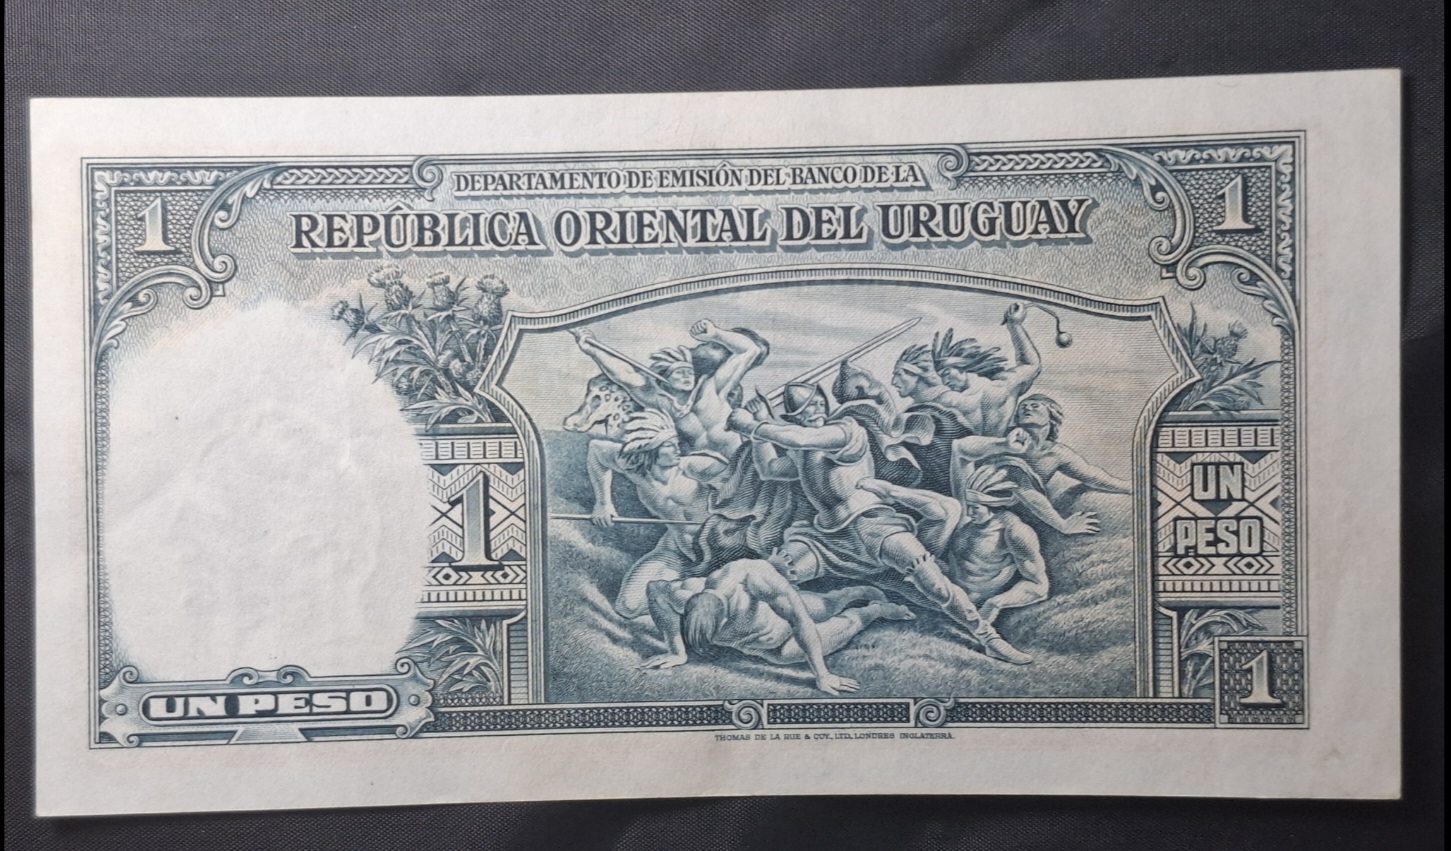 DEPARTAMENTO DE EMISIÓN DEL BANCO DE LA
REPÚBLICA ORIENTAL DEL URUGUAY
1
1
1
UN
PESO
UN PESO
1
THOMAS DE LA RUE & COY., LTD, LONDRES INGLATERRA.